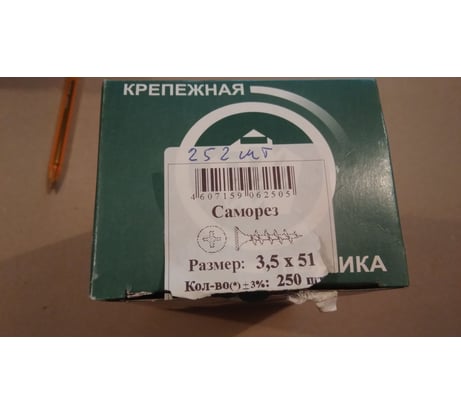 КРЕПЕЖНАЯ
252 шт
4607159062505
Саморез
Размер: 3,5 х 51
Кол-во(*) ±3%: 250